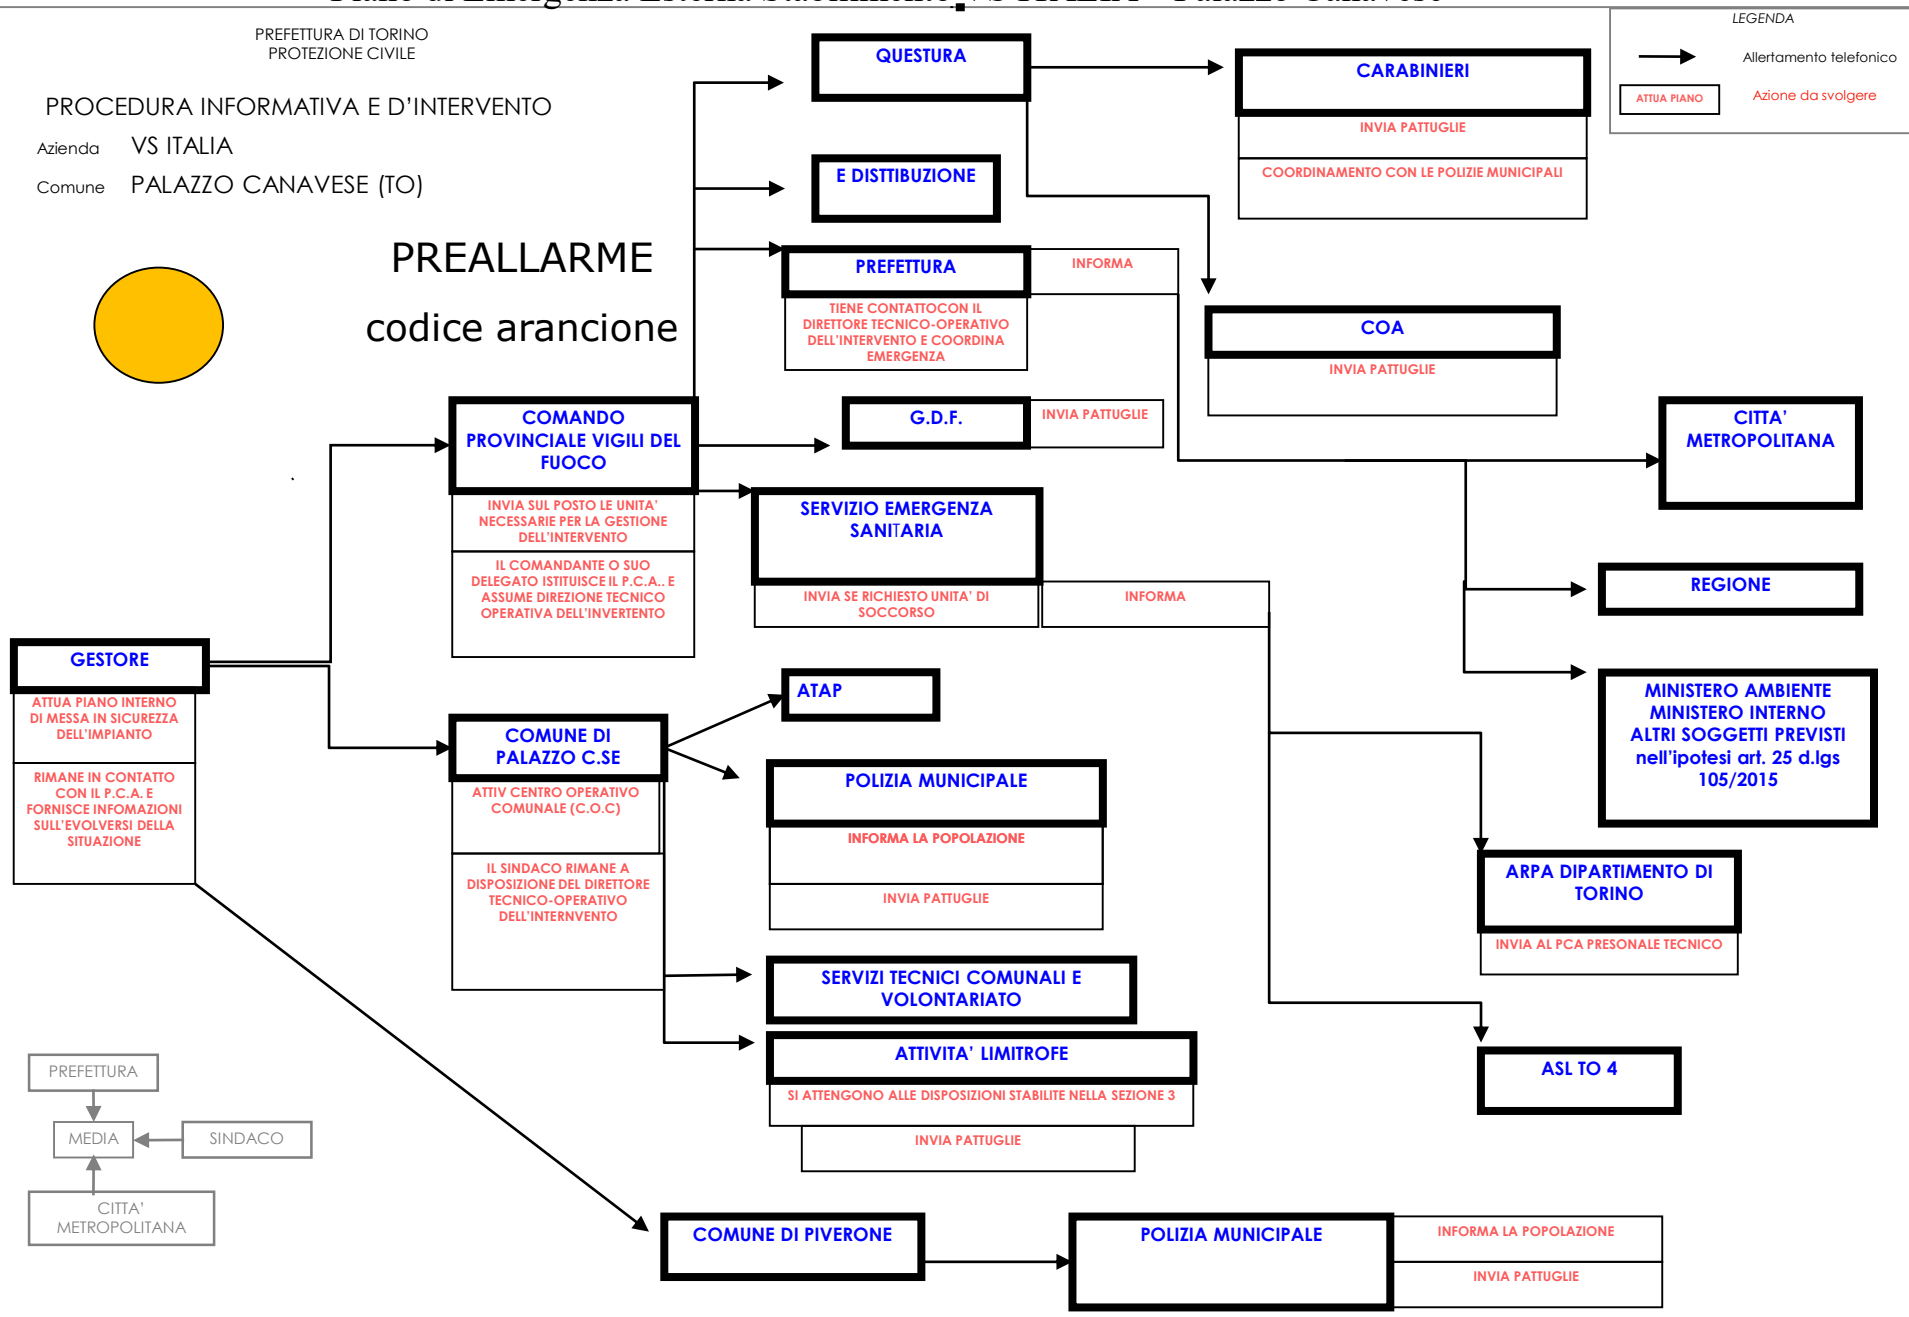 PREFETTURA DI TORINO
PROTEZIONE CIVILE
PROCEDURA INFORMATIVA E D'INTERVENTO
Azienda VS ITALIA
Comune PALAZZO CANAVESE (TO)
PREALLARME
codice arancione
LEGENDA
Allertamento telefonico
ATTUA PIANO
Azione da svolgere
QUESTURA
CARABINIERI
INVIA PATTUGLIE
COORDINAMENTO CON LE POLIZIE MUNICIPALI
E DISTTIBUZIONE
PREFETTURA
INFORMA
TIENE CONTATTOCON IL
DIRETTORE TECNICO-OPERATIVO
DELL'INTERVENTO E COORDINA
EMERGENZA
COA
INVIA PATTUGLIE
COMANDO
PROVINCIALE VIGILI DEL
FUOCO
INVIA SUL POSTO LE UNITA'
NECESSARIE PER LA GESTIONE
DELL'INTERVENTO
IL COMANDANTE O SUO
DELEGATO ISTITUISCE IL P.C.A.. E
ASSUME DIREZIONE TECNICO
OPERATIVA DELL'INVERTENTO
G.D.F.
INVIA PATTUGLIE
CITTA'
METROPOLITANA
SERVIZIO EMERGENZA
SANITARIA
INVIA SE RICHIESTO UNITA' DI
SOCCORSO
INFORMA
REGIONE
GESTORE
ATTUA PIANO INTERNO
DI MESSA IN SICUREZZA
DELL'IMPIANTO
RIMANE IN CONTATTO
CON IL P.C.A. E
FORNISCE INFOMAZIONI
SULL'EVOLVERSI DELLA
SITUAZIONE
ATAP
MINISTERO AMBIENTE
MINISTERO INTERNO
ALTRI SOGGETTI PREVISTI
nell'ipotesi art. 25 d.lgs
105/2015
COMUNE DI
PALAZZO C.SE
ATTIV CENTRO OPERATIVO
COMUNALE (C.O.C)
IL SINDACO RIMANE A
DISPOSIZIONE DEL DIRETTORE
TECNICO-OPERATIVO
DELL'INTERNVENTO
POLIZIA MUNICIPALE
INFORMA LA POPOLAZIONE
INVIA PATTUGLIE
ARPA DIPARTIMENTO DI
TORINO
INVIA AL PCA PRESONALE TECNICO
SERVIZI TECNICI COMUNALI E
VOLONTARIATO
ATTIVITA' LIMITROFE
SI ATTENGONO ALLE DISPOSIZIONI STABILITE NELLA SEZIONE 3
INVIA PATTUGLIE
ASL TO 4
PREFETTURA
MEDIA
SINDACO
CITTA'
METROPOLITANA
COMUNE DI PIVERONE
POLIZIA MUNICIPALE
INFORMA LA POPOLAZIONE
INVIA PATTUGLIE